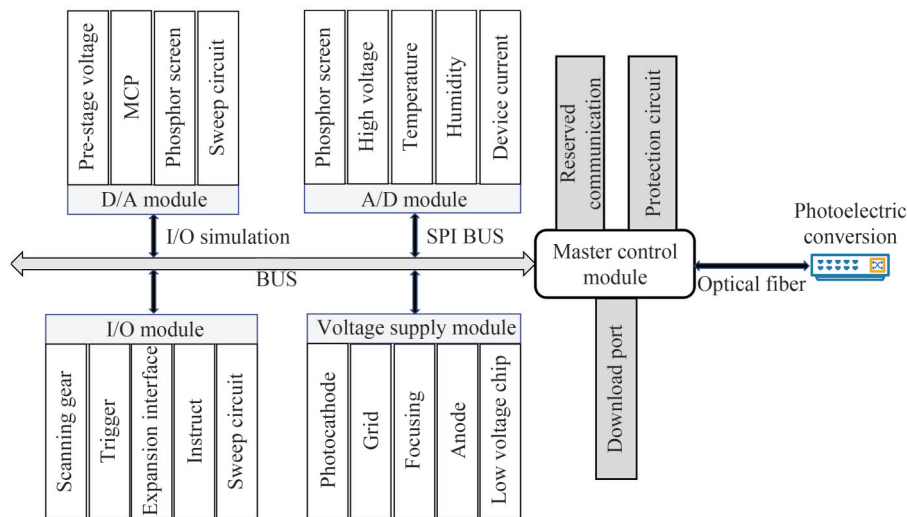 Pre-stage voltage
MCP
Phosphor screen
Sweep circuit
D/A module
Phosphor screen
High voltage
Temperature
Humidity
Device current
A/D module
Reserved
communication
Protection circuit
I/O simulation
SPI BUS
BUS
Master control
module
Photoelectric
conversion
Optical fiber
I/O module
Scanning gear
Trigger
Expansion interface
Instruct
Sweep circuit
Voltage supply module
Photocathode
Grid
Focusing
Anode
Low voltage chip
Download port